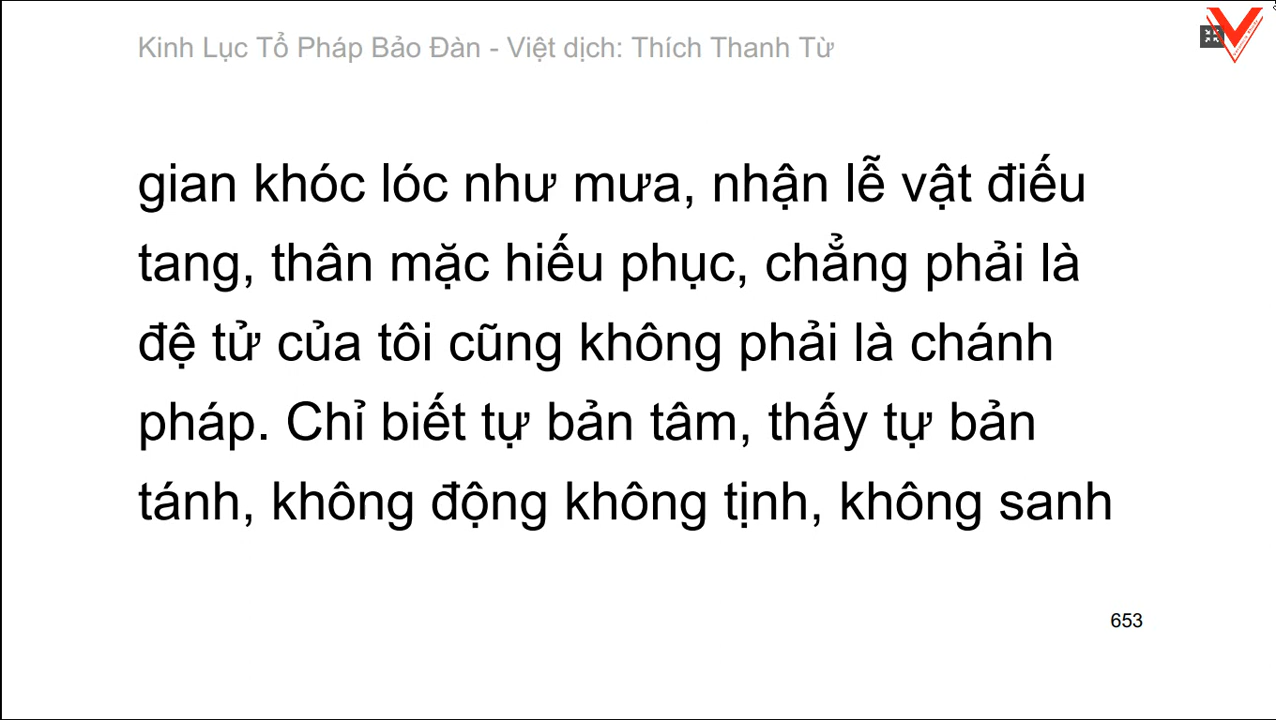 Kinh Lục Tổ Pháp Bảo Đàn - Việt dịch: Thích Thanh Từ
gian khóc lóc như mưa, nhận lễ vật điếu
tang, thân mặc hiếu phục, chẳng phải là
đệ tử của tôi cũng không phải là chánh
pháp. Chỉ biết tự bản tâm, thấy tự bản
tánh, không động không tịnh, không sanh
653